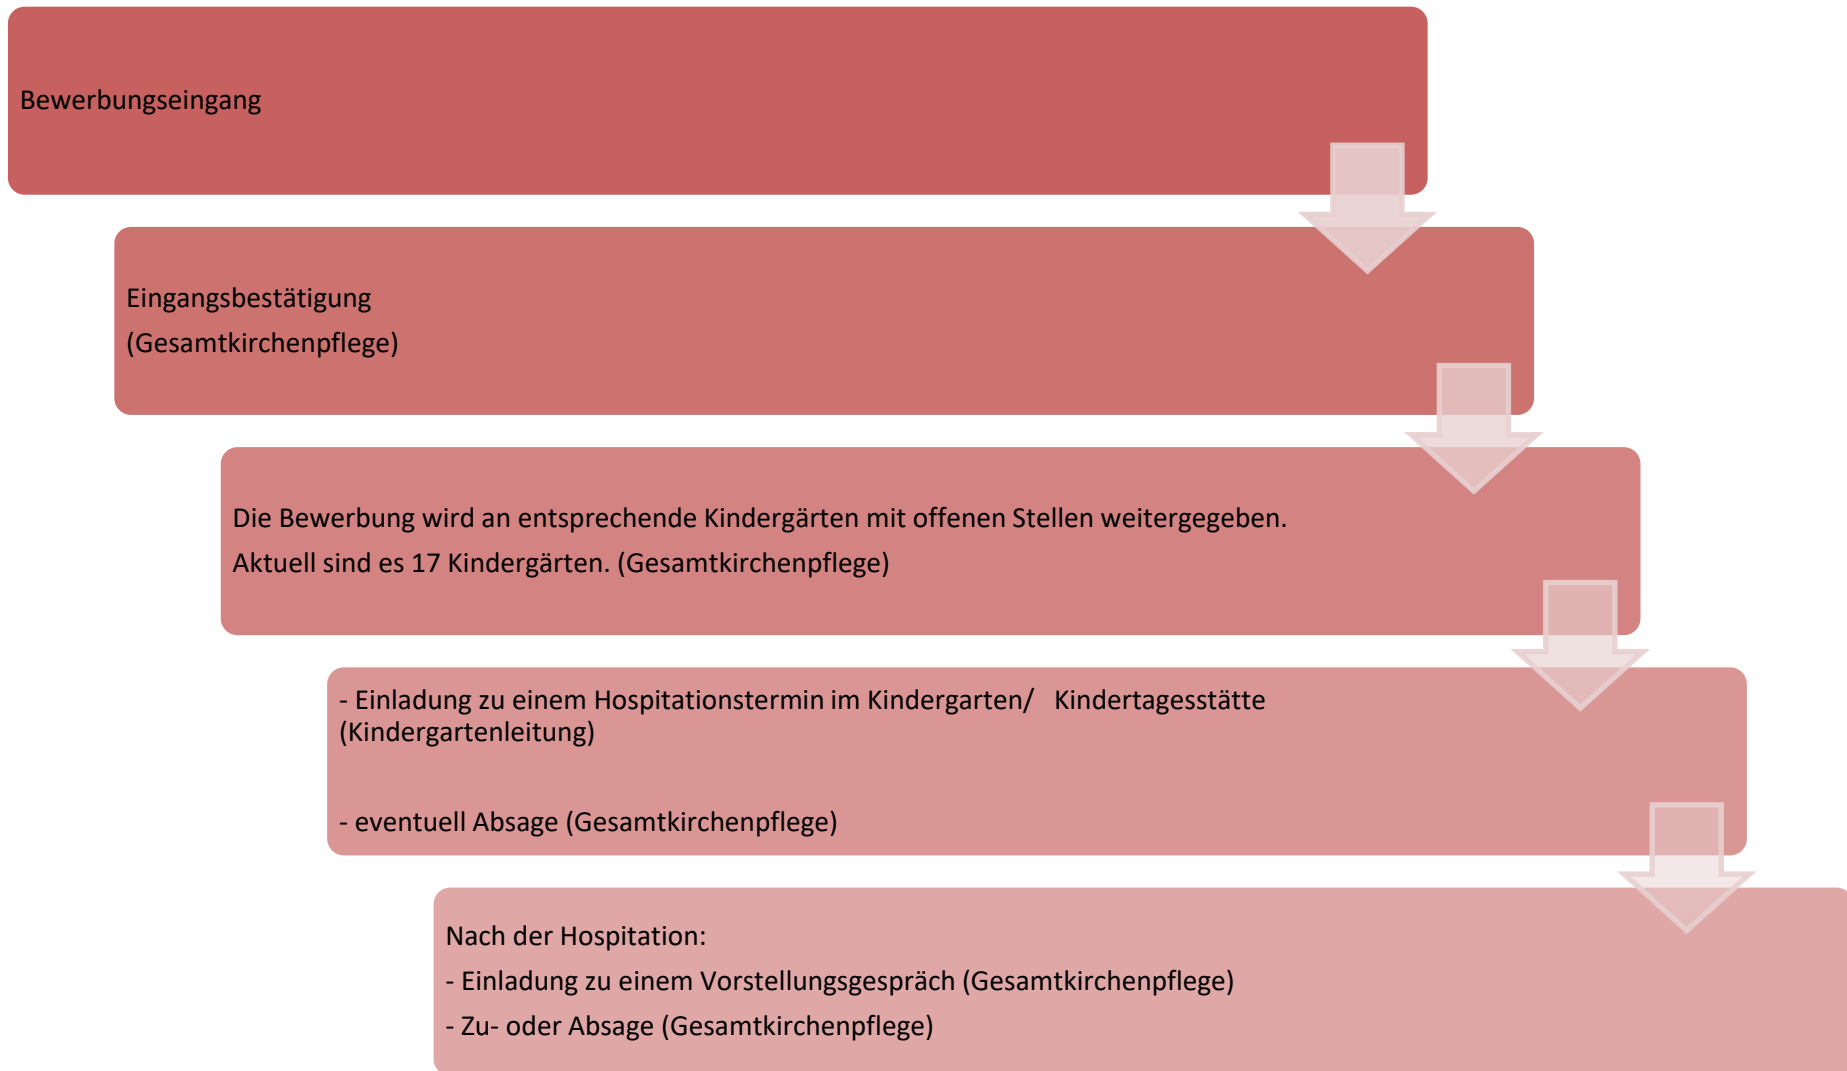 Bewerbungseingang
Eingangsbestätigung
(Gesamtkirchenpflege)
Die Bewerbung wird an entsprechende Kindergärten mit offenen Stellen weitergegeben.
Aktuell sind es 17 Kindergärten. (Gesamtkirchenpflege)
- Einladung zu einem Hospitationstermin im Kindergarten/   Kindertagesstätte
(Kindergartenleitung)
- eventuell Absage (Gesamtkirchenpflege)
Nach der Hospitation:
- Einladung zu einem Vorstellungsgespräch (Gesamtkirchenpflege)
- Zu- oder Absage (Gesamtkirchenpflege)